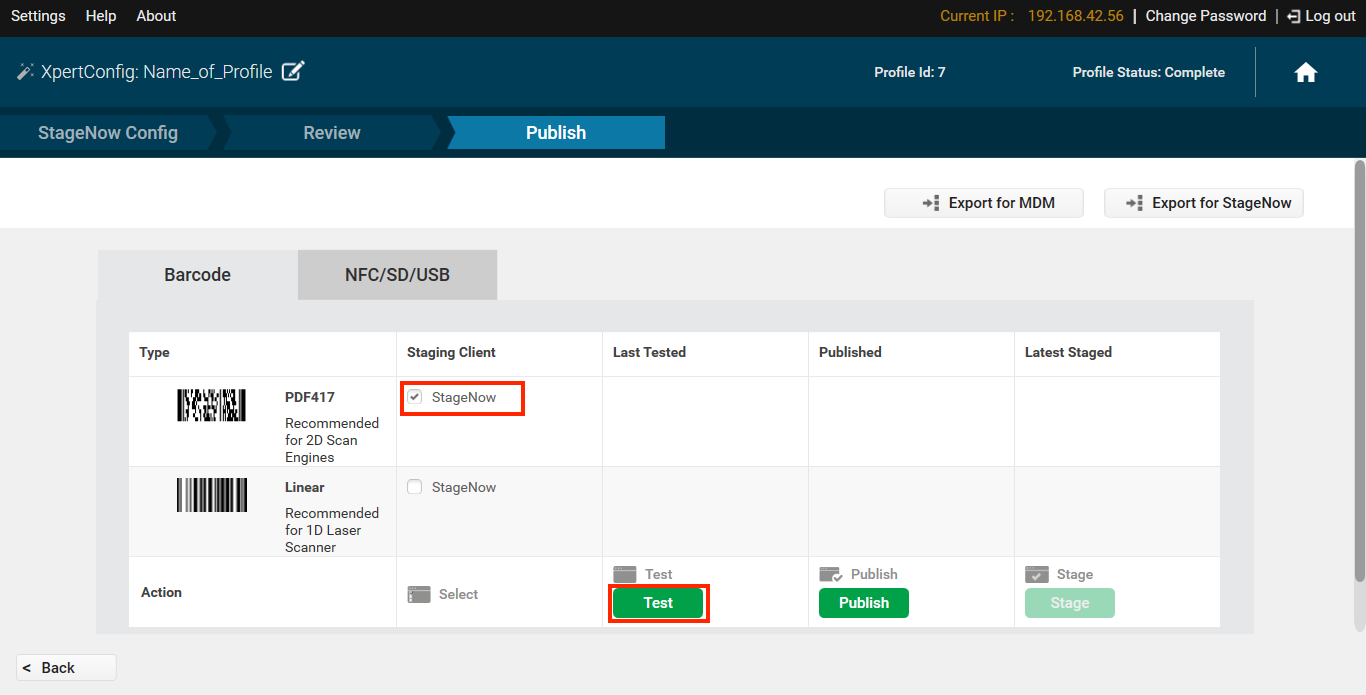 Settings Help About Current IP : 192.168.42.56 | Change Password | Log out
XpertConfig: Name_of_Profile Profile Id: 7 Profile Status: Complete
StageNow Config Review Publish
Export for MDM Export for StageNow
Barcode NFC/SD/USB
Type Staging Client Last Tested Published Latest Staged
PDF417 StageNow
Recommended
for 2D Scan
Engines
Linear StageNow
Recommended
for 1D Laser
Scanner
Test Publish Stage
Action Select
Test Publish Stage
< Back